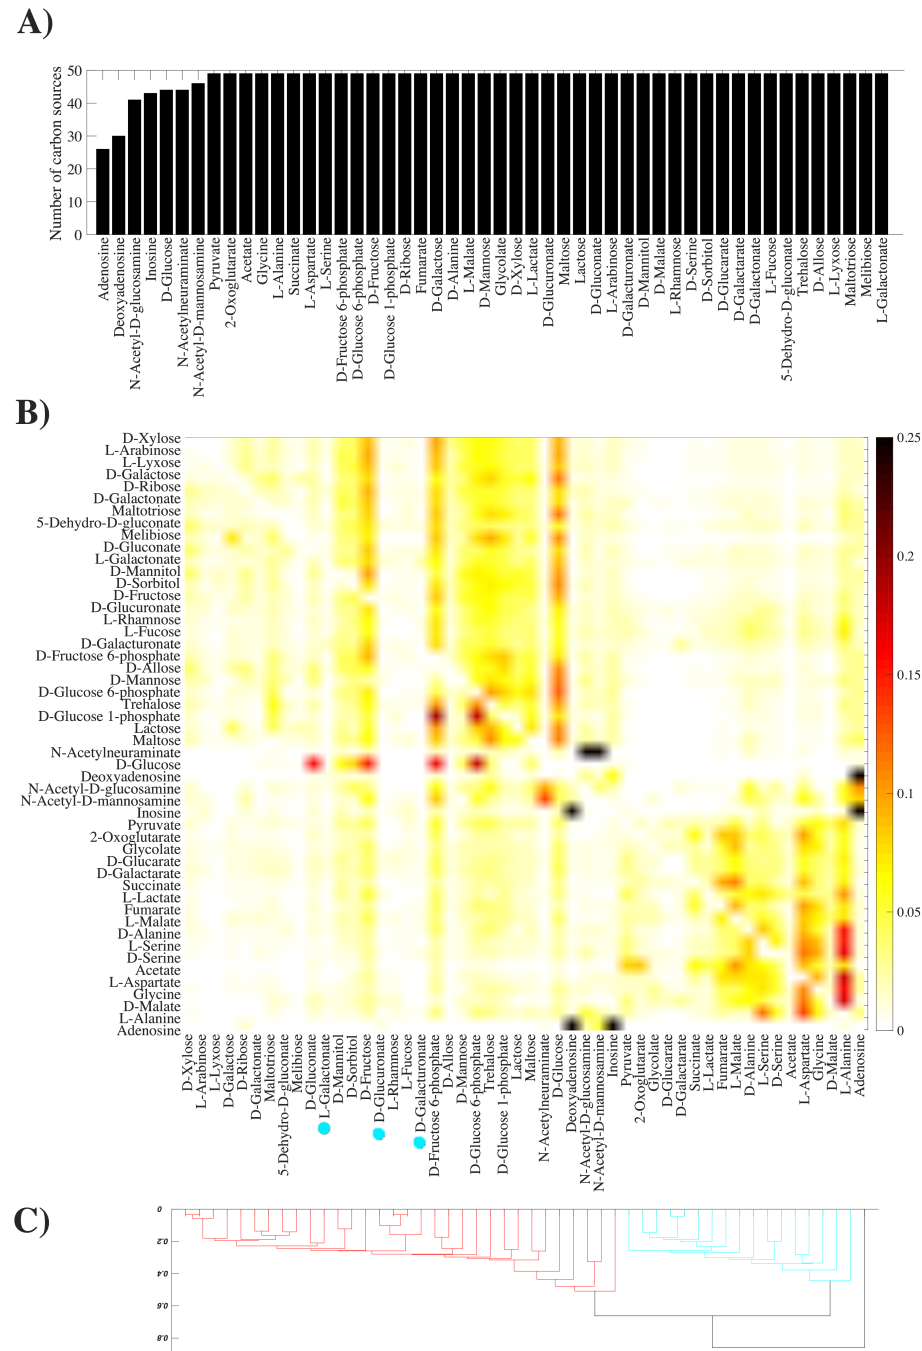 A)
Number of carbon sources
50
40
30
20
10
0
Adenosine
Deoxyadenosine
N-Acetyl-D-glucosamine
Inosine
D-Glucose
N-Acetylneuraminate
N-Acetyl-D-mannosamine
Pyruvate
2-Oxoglutarate
Acetate
Glycine
L-Alanine
Succinate
L-Aspartate
L-Serine
D-Fructose 6-phosphate
D-Glucose 6-phosphate
D-Fructose
D-Glucose 1-phosphate
D-Ribose
Fumarate
D-Galactose
D-Alanine
L-Malate
D-Mannose
Glycolate
D-Xylose
L-Lactate
D-Glucuronate
Maltose
Lactose
D-Gluconate
L-Arabinose
D-Galacturonate
D-Mannitol
D-Malate
L-Rhamnose
D-Serine
D-Sorbitol
D-Glucarate
D-Galactarate
D-Galactonate
L-Fucose
5-Dehydro-D-gluconate
Trehalose
D-Allose
L-Lyxose
Maltotriose
Melibiose
L-Galactonate
B)
D-Xylose
L-Arabinose
L-Lyxose
D-Galactose
D-Ribose
D-Galactonate
Maltotriose
5-Dehydro-D-gluconate
Melibiose
D-Gluconate
L-Galactonate
D-Mannitol
D-Sorbitol
D-Fructose
D-Glucuronate
L-Rhamnose
L-Fucose
D-Galacturonate
D-Fructose 6-phosphate
D-Allose
D-Mannose
D-Glucose 6-phosphate
Trehalose
D-Glucose 1-phosphate
Lactose
Maltose
N-Acetylneuraminate
D-Glucose
Deoxyadenosine
N-Acetyl-D-glucosamine
N-Acetyl-D-mannosamine
Inosine
Pyruvate
2-Oxoglutarate
Glycolate
D-Glucarate
D-Galactarate
Succinate
L-Lactate
Fumarate
L-Malate
D-Alanine
L-Serine
D-Serine
Acetate
L-Aspartate
Glycine
D-Malate
L-Alanine
Adenosine
0.25
0.2
0.15
0.1
0.05
0
D-Xylose
L-Arabinose
L-Lyxose
D-Galactose
D-Ribose
D-Galactonate
Maltotriose
5-Dehydro-D-gluconate
Melibiose
D-Gluconate
L-Galactonate
D-Mannitol
D-Sorbitol
D-Fructose
D-Glucuronate
L-Rhamnose
L-Fucose
D-Galacturonate
D-Fructose 6-phosphate
D-Allose
D-Mannose
D-Glucose 6-phosphate
Trehalose
D-Glucose 1-phosphate
Lactose
Maltose
N-Acetylneuraminate
D-Glucose
Deoxyadenosine
N-Acetyl-D-glucosamine
N-Acetyl-D-mannosamine
Inosine
Pyruvate
2-Oxoglutarate
Glycolate
D-Glucarate
D-Galactarate
Succinate
L-Lactate
Fumarate
L-Malate
D-Alanine
L-Serine
D-Serine
Acetate
L-Aspartate
Glycine
D-Malate
L-Alanine
Adenosine
C)
0
0.2
0.4
0.6
0.8